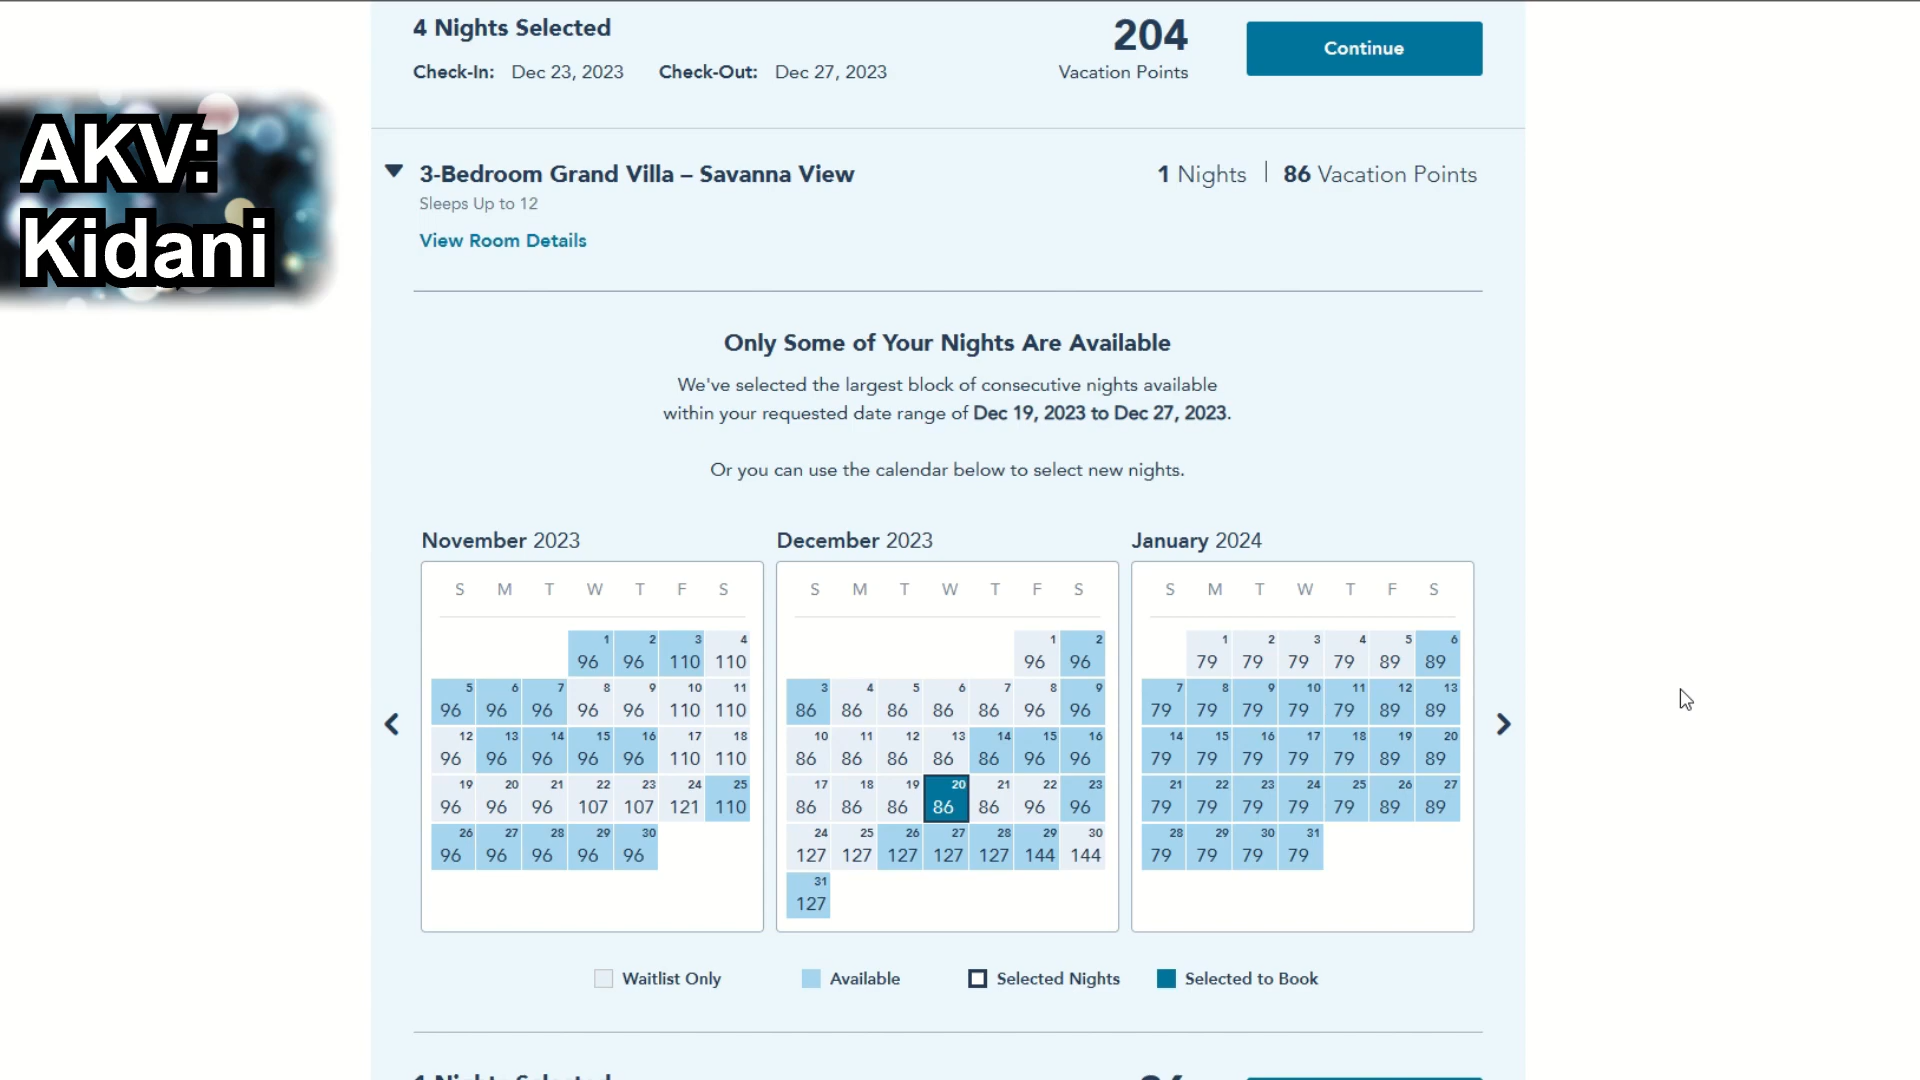 4 Nights Selected
Check-In: Dec 23, 2023 Check-Out: Dec 27, 2023
204
Vacation Points
Continue
AKV:
Kidani
3-Bedroom Grand Villa – Savanna View
1 Nights | 86 Vacation Points
Sleeps Up to 12
View Room Details
Only Some of Your Nights Are Available
We've selected the largest block of consecutive nights available
within your requested date range of Dec 19, 2023 to Dec 27, 2023.
Or you can use the calendar below to select new nights.
November 2023
S M T W T F S
1 2 3 4
96 96 110 110
5 6 7 8 9 10 11
96 96 96 96 96 110 110
12 13 14 15 16 17 18
96 96 96 96 96 110 110
19 20 21 22 23 24 25
96 96 96 107 107 121 110
26 27 28 29 30
96 96 96 96 96
December 2023
S M T W T F S
1 2
96 96
3 4 5 6 7 8 9
86 86 86 86 86 96 96
10 11 12 13 14 15 16
86 86 86 86 86 96 96
17 18 19 20 21 22 23
86 86 86 86 86 96 96
24 25 26 27 28 29 30
127 127 127 127 127 144 144
31
127
January 2024
S M T W T F S
1 2 3 4 5 6
79 79 79 79 89 89
7 8 9 10 11 12 13
79 79 79 79 79 89 89
14 15 16 17 18 19 20
79 79 79 79 79 89 89
21 22 23 24 25 26 27
79 79 79 79 79 89 89
28 29 30 31
79 79 79 79
Waitlist Only Available Selected Nights Selected to Book